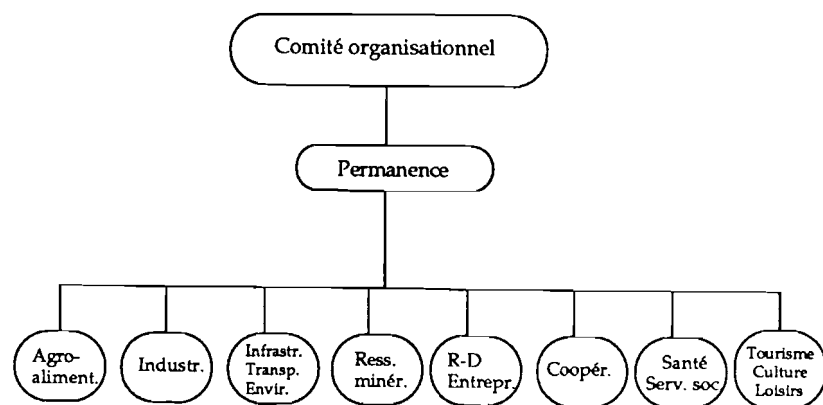 Comité organisationnel
Permanence
Agro-
aliment.
Industr.
Infrastr.
Transp.
Envir.
Ress.
minér.
R-D
Entrepr.
Coopér.
Santé
Serv. soc
Tourisme
Culture
Loisirs